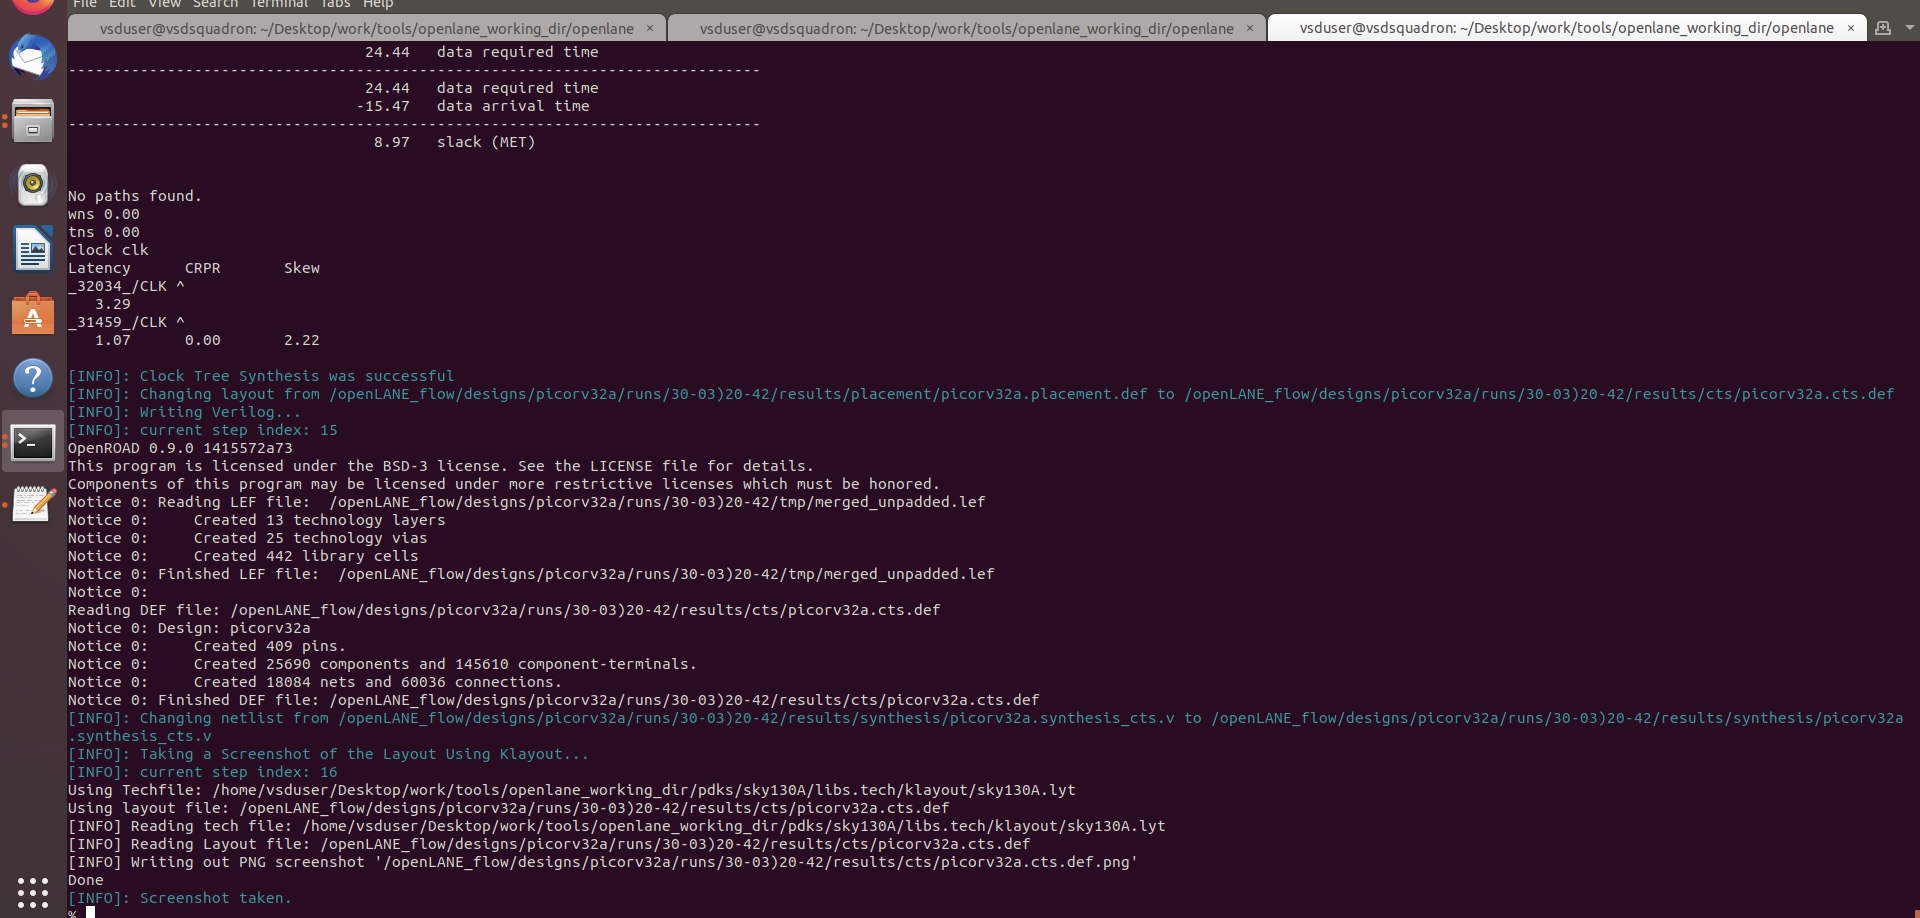 File Edit View Search Terminal Tabs Help
vsduser@vsdsquadron: ~/Desktop/work/tools/openlane_working_dir/openlane × vsduser@vsdsquadron: ~/Desktop/work/tools/openlane_working_dir/openlane × vsduser@vsdsquadron: ~/Desktop/work/tools/openlane_working_dir/openlane ×
24.44 data required time
-----------------------------------------------------------------------------
24.44 data required time
-15.47 data arrival time
-----------------------------------------------------------------------------
8.97 slack (MET)
No paths found.
wns 0.00
tns 0.00
Clock clk
Latency CRPR Skew
_32034_/CLK ^
3.29
_31459_/CLK ^
1.07 0.00 2.22
[INFO]: Clock Tree Synthesis was successful
[INFO]: Changing layout from /openLANE_flow/designs/picorv32a/runs/30-03)20-42/results/placement/picorv32a.placement.def to /openLANE_flow/designs/picorv32a/runs/30-03)20-42/results/cts/picorv32a.cts.def
[INFO]: Writing Verilog...
[INFO]: current step index: 15
OpenROAD 0.9.0 1415572a73
This program is licensed under the BSD-3 license. See the LICENSE file for details.
Components of this program may be licensed under more restrictive licenses which must be honored.
Notice 0: Reading LEF file:  /openLANE_flow/designs/picorv32a/runs/30-03)20-42/tmp/merged_unpadded.lef
Notice 0:     Created 13 technology layers
Notice 0:     Created 25 technology vias
Notice 0:     Created 442 library cells
Notice 0: Finished LEF file:  /openLANE_flow/designs/picorv32a/runs/30-03)20-42/tmp/merged_unpadded.lef
Notice 0:
Reading DEF file: /openLANE_flow/designs/picorv32a/runs/30-03)20-42/results/cts/picorv32a.cts.def
Notice 0: Design: picorv32a
Notice 0:     Created 409 pins.
Notice 0:     Created 25690 components and 145610 component-terminals.
Notice 0:     Created 18084 nets and 60036 connections.
Notice 0: Finished DEF file: /openLANE_flow/designs/picorv32a/runs/30-03)20-42/results/cts/picorv32a.cts.def
[INFO]: Changing netlist from /openLANE_flow/designs/picorv32a/runs/30-03)20-42/results/synthesis/picorv32a.synthesis_cts.v to /openLANE_flow/designs/picorv32a/runs/30-03)20-42/results/synthesis/picorv32a
.synthesis_cts.v
[INFO]: Taking a Screenshot of the Layout Using Klayout...
[INFO]: current step index: 16
Using Techfile: /home/vsduser/Desktop/work/tools/openlane_working_dir/pdks/sky130A/libs.tech/klayout/sky130A.lyt
Using layout file: /openLANE_flow/designs/picorv32a/runs/30-03)20-42/results/cts/picorv32a.cts.def
[INFO] Reading tech file: /home/vsduser/Desktop/work/tools/openlane_working_dir/pdks/sky130A/libs.tech/klayout/sky130A.lyt
[INFO] Reading Layout file: /openLANE_flow/designs/picorv32a/runs/30-03)20-42/results/cts/picorv32a.cts.def
[INFO] Writing out PNG screenshot '/openLANE_flow/designs/picorv32a/runs/30-03)20-42/results/cts/picorv32a.cts.def.png'
Done
[INFO]: Screenshot taken.
%